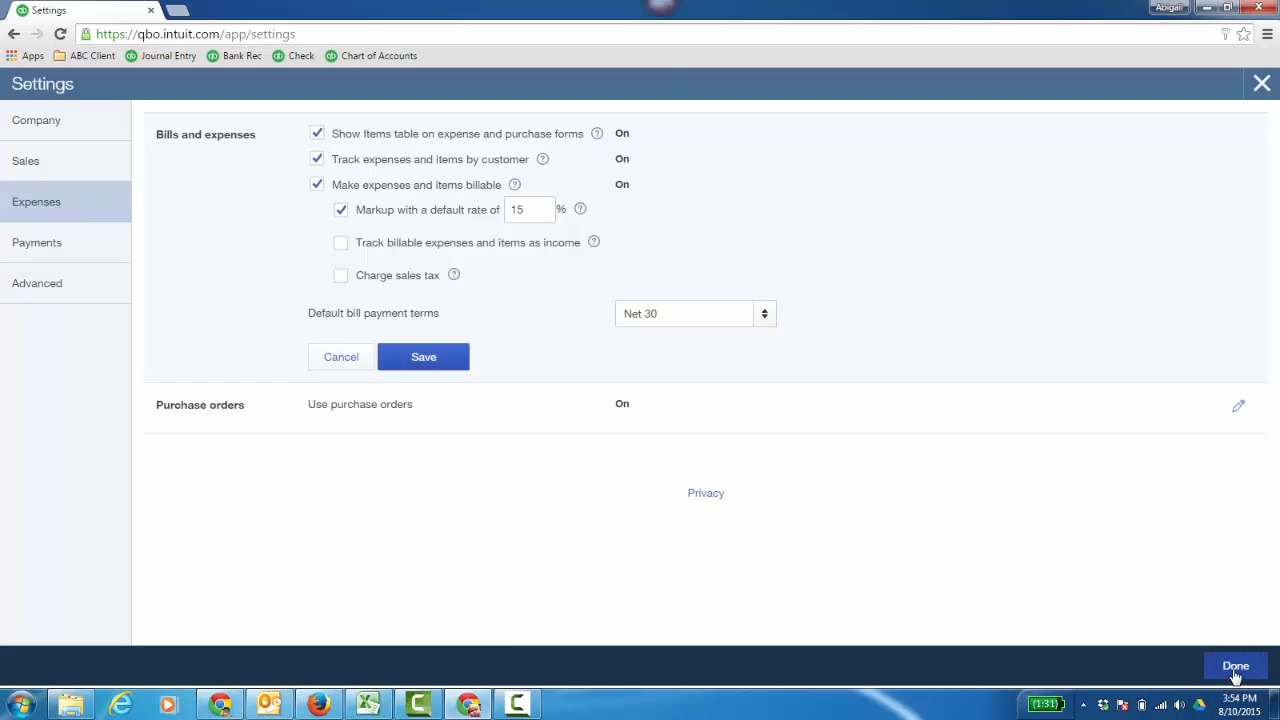 Settings
Abigail
https://qbo.intuit.com/app/settings
Apps ABC Client Journal Entry Bank Rec Check Chart of Accounts
Settings
Company
Sales
Expenses
Payments
Advanced
Bills and expenses
Show Items table on expense and purchase forms ? On
Track expenses and items by customer ? On
Make expenses and items billable ? On
Markup with a default rate of 15 % ?
Track billable expenses and items as income ?
Charge sales tax ?
Default bill payment terms Net 30
Cancel Save
Purchase orders Use purchase orders On
Privacy
Done
(1:31)
3:54 PM
8/10/2015